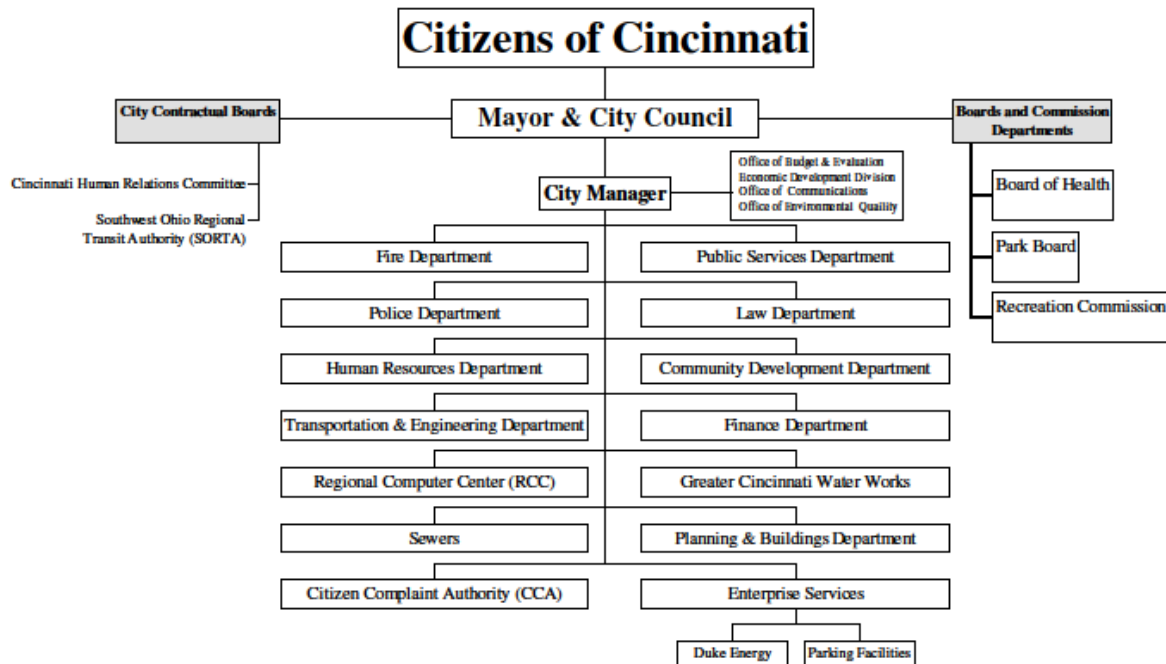 Citizens of Cincinnati
City Contractual Boards
Mayor & City Council
Boards and Commission
Departments
Cincinnati Human Relations Committee
Southwest Ohio Regional
Transit Authority (SORTA)
City Manager
Office of Budget & Evaluation
Economic Development Division
Office of Communications
Office of Environmental Quaility
Board of Health
Park Board
Recreation Commission
Fire Department
Public Services Department
Police Department
Law Department
Human Resources Department
Community Development Department
Transportation & Engineering Department
Finance Department
Regional Computer Center (RCC)
Greater Cincinnati Water Works
Sewers
Planning & Buildings Department
Citizen Complaint Authority (CCA)
Enterprise Services
Duke Energy
Parking Facilities